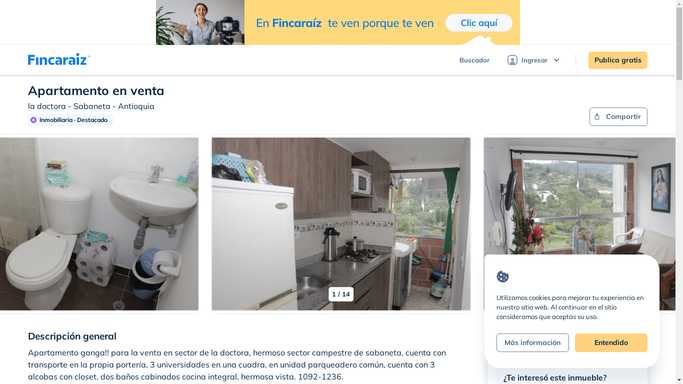 En Fincaraíz te ven porque te ven
Clic aquí
Fincaraíz
Buscador
Ingresar
Publica gratis
Apartamento en venta
la doctora - Sabaneta - Antioquia
Inmobiliaria - Destacado
Compartir
1 / 14
Utilizamos cookies para mejorar tu experiencia en
nuestro sitio web. Al continuar en el sitio
consideramos que aceptas su uso.
Más información
Entendido
Descripción general
Apartamento ganga!! para la venta en sector de la doctora, hermoso sector campestre de sabaneta, cuenta con
transporte en la propia portería, 3 universidades en una cuadra, en unidad parqueadero común, cuenta con 3
alcobas con closet, dos baños cabinados cocina integral, hermosa vista. 1092-1236.
¿Te interesó este inmueble?